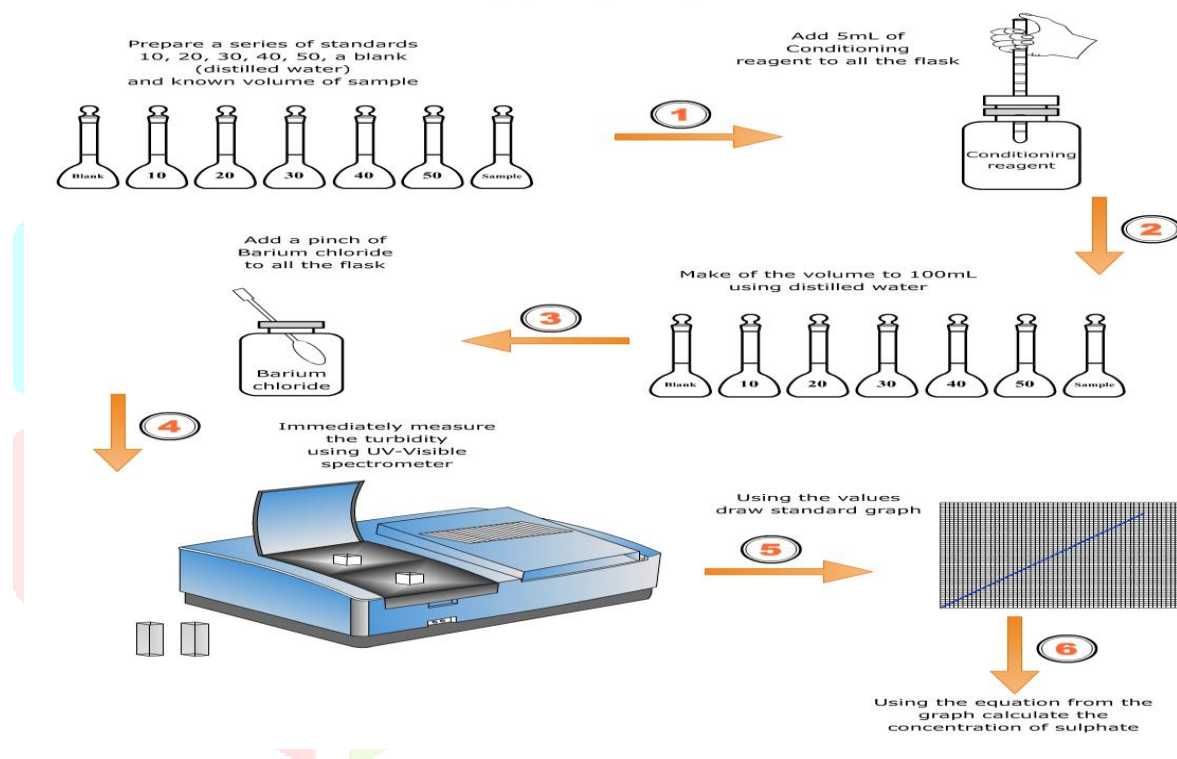 Prepare a series of standards
10, 20, 30, 40, 50, a blank
(distilled water)
and known volume of sample
Blank
10
20
30
40
50
Sample
1
Add 5mL of
Conditioning
reagent to all the flask
Conditioning
reagent
2
Make of the volume to 100mL
using distilled water
Blank
10
20
30
40
50
Sample
3
Add a pinch of
Barium chloride
to all the flask
Barium
chloride
4
Immediately measure
the turbidity
using UV-Visible
spectrometer
5
Using the values
draw standard graph
6
Using the equation from the
graph calculate the
concentration of sulphate